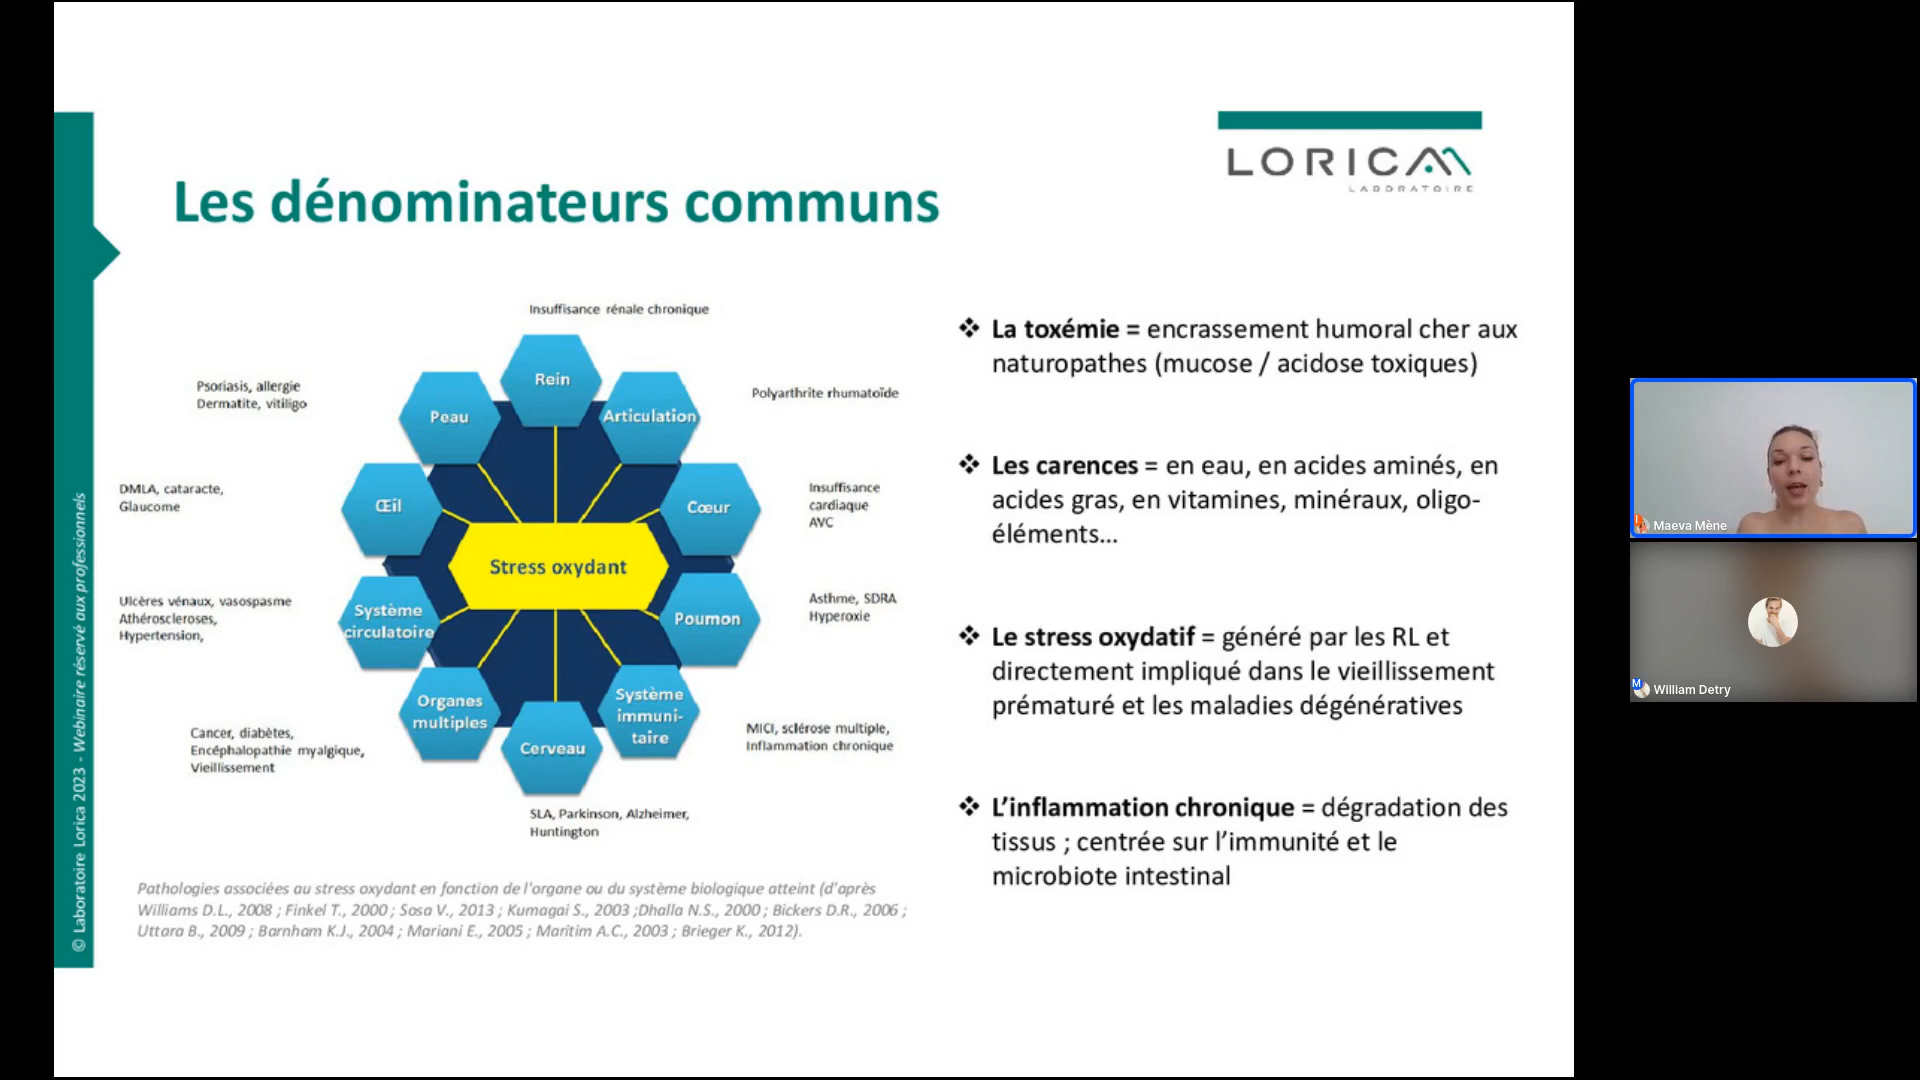 LORICA
LABORATOIRE
Les dénominateurs communs
Insuffisance rénale chronique
Rein
Psoriasis, allergie
Dermatite, vitiligo
Peau
Articulation
Polyarthrite rhumatoïde
DMLA, cataracte,
Glaucome
Œil
Cœur
Insuffisance
cardiaque
AVC
Stress oxydant
Ulcères vénaux, vasospasme
Athéroscleroses,
Hypertension,
Système
circulatoire
Poumon
Asthme, SDRA
Hyperoxie
Organes
multiples
Système
immuni-
taire
Cancer, diabètes,
Encéphalopathie myalgique,
Vieillissement
Cerveau
MICI, sclérose multiple,
Inflammation chronique
SLA, Parkinson, Alzheimer,
Huntington
Pathologies associées au stress oxydant en fonction de l'organe ou du système biologique atteint (d'après
Williams D.L., 2008 ; Finkel T., 2000 ; Sosa V., 2013 ; Kumagai S., 2003 ;Dhalla N.S., 2000 ; Bickers D.R., 2006 ;
Uttara B., 2009 ; Barnham K.J., 2004 ; Mariani E., 2005 ; Maritim A.C., 2003 ; Brieger K., 2012).
❖ La toxémie = encrassement humoral cher aux
naturopathes (mucose / acidose toxiques)
❖ Les carences = en eau, en acides aminés, en
acides gras, en vitamines, minéraux, oligo-
éléments…
❖ Le stress oxydatif = généré par les RL et
directement impliqué dans le vieillissement
prématuré et les maladies dégénératives
❖ L’inflammation chronique = dégradation des
tissus ; centrée sur l’immunité et le
microbiote intestinal
© Laboratoire Lorica 2023 - Webinaire réservé aux professionnels
Maeva Mène
M
William Detry